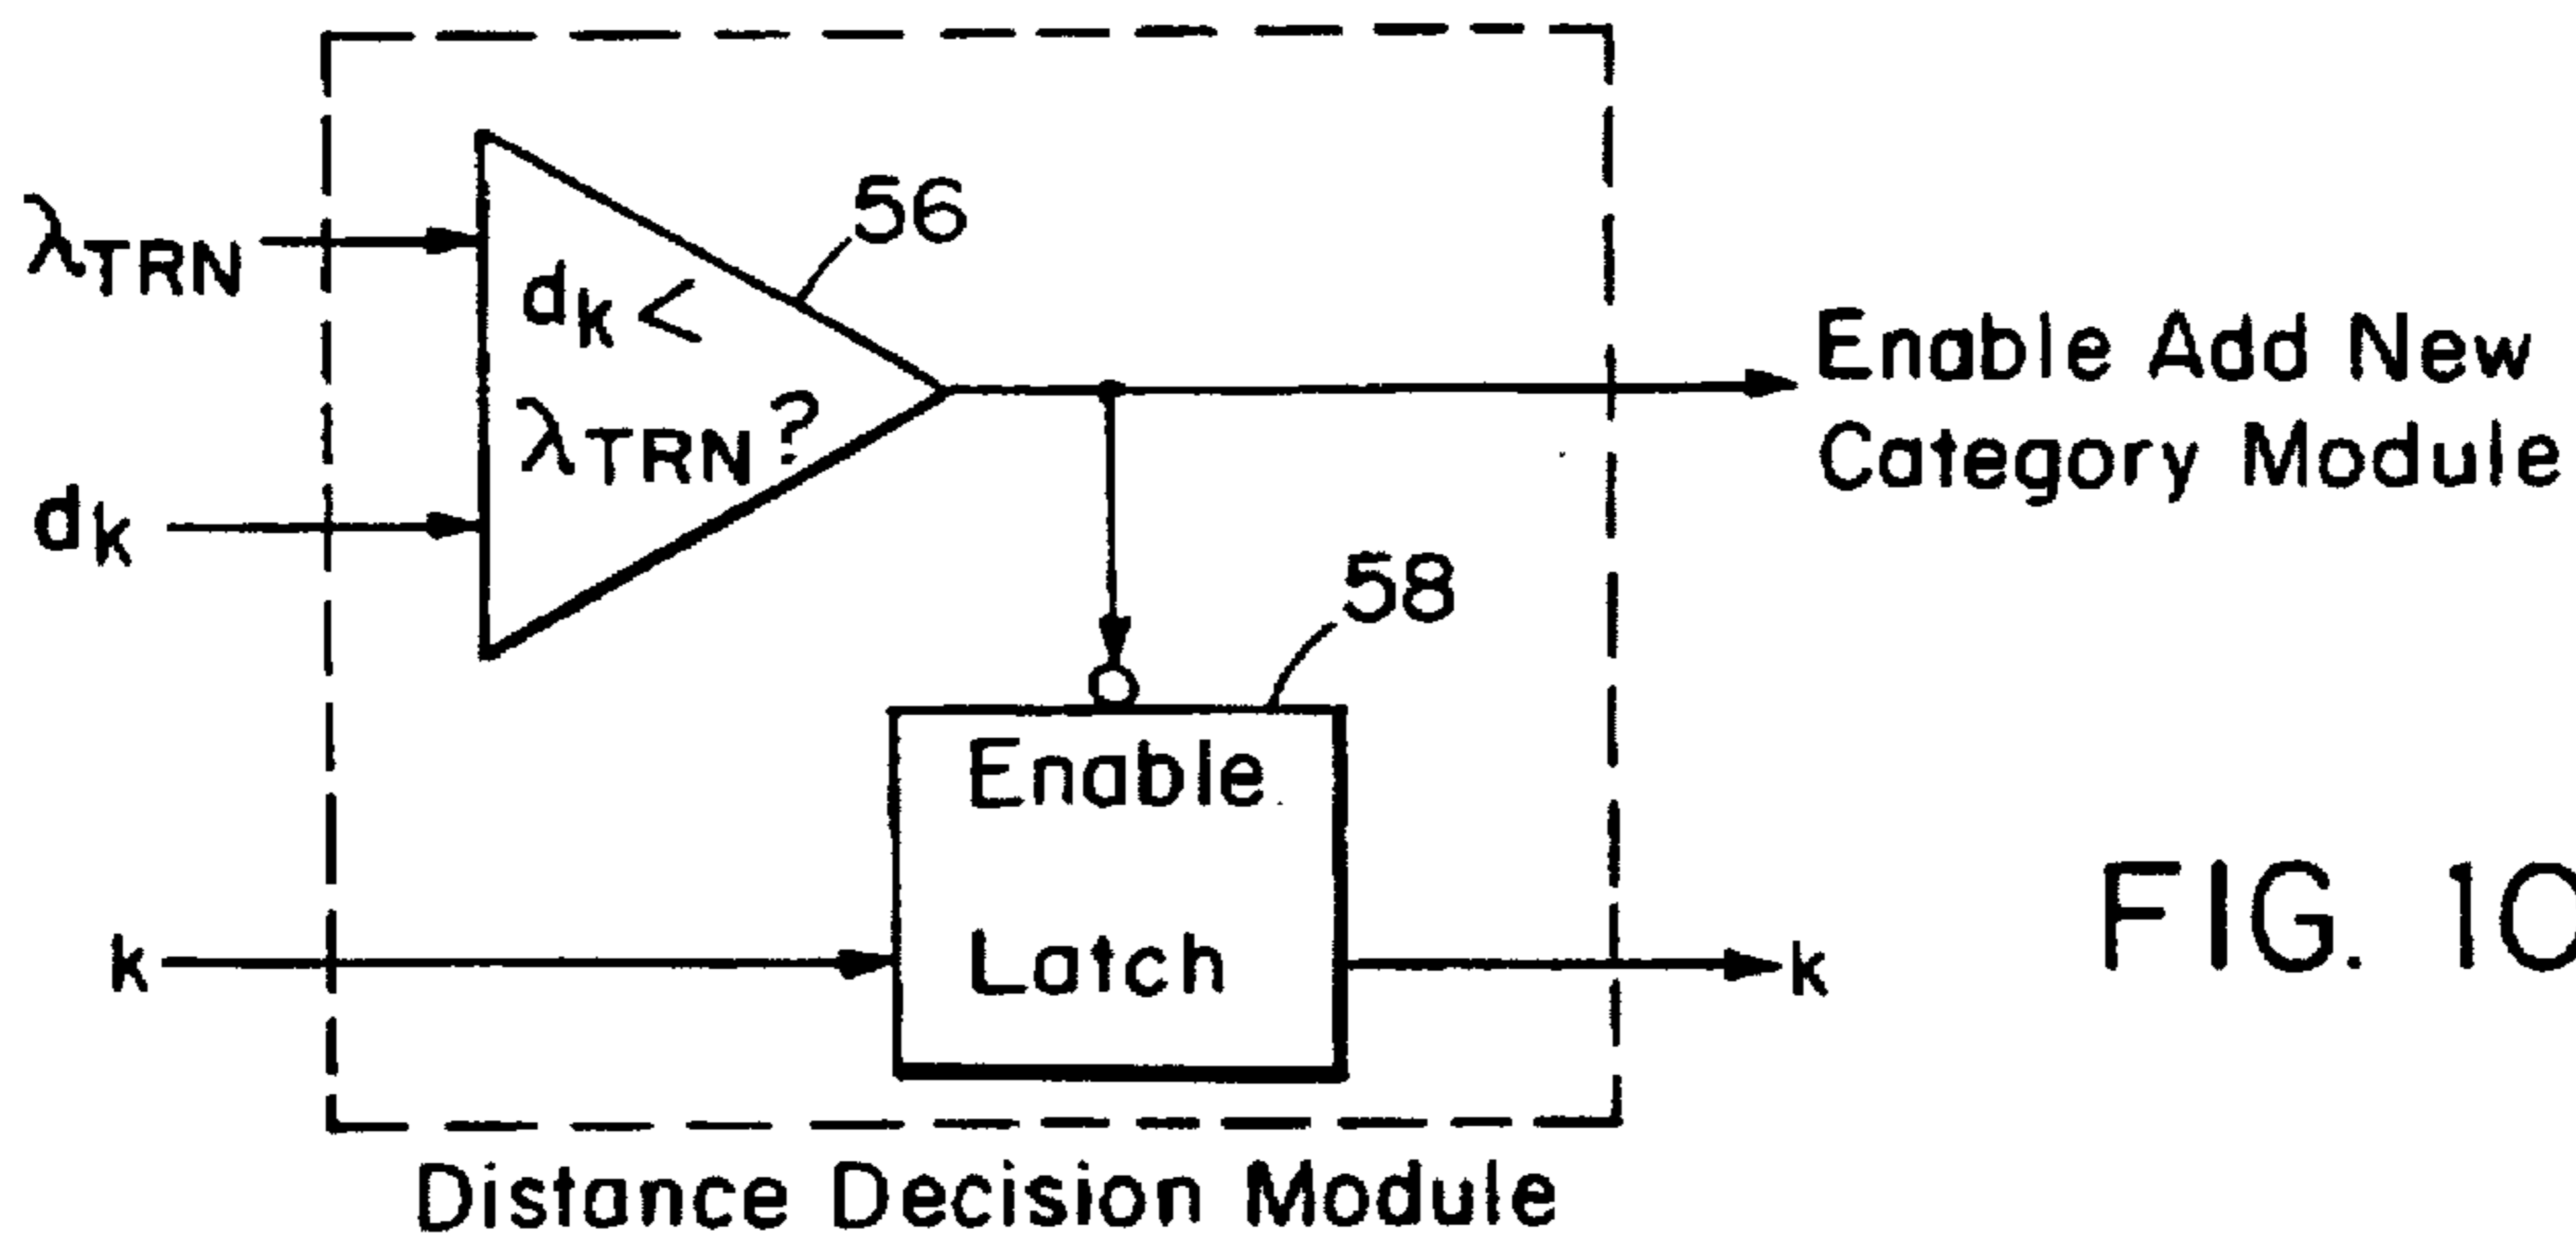 λTRN
dk
k
56
dk <
λTRN?
58
Enable
Latch
Enable Add New
Category Module
k
FIG. 10
Distance Decision Module